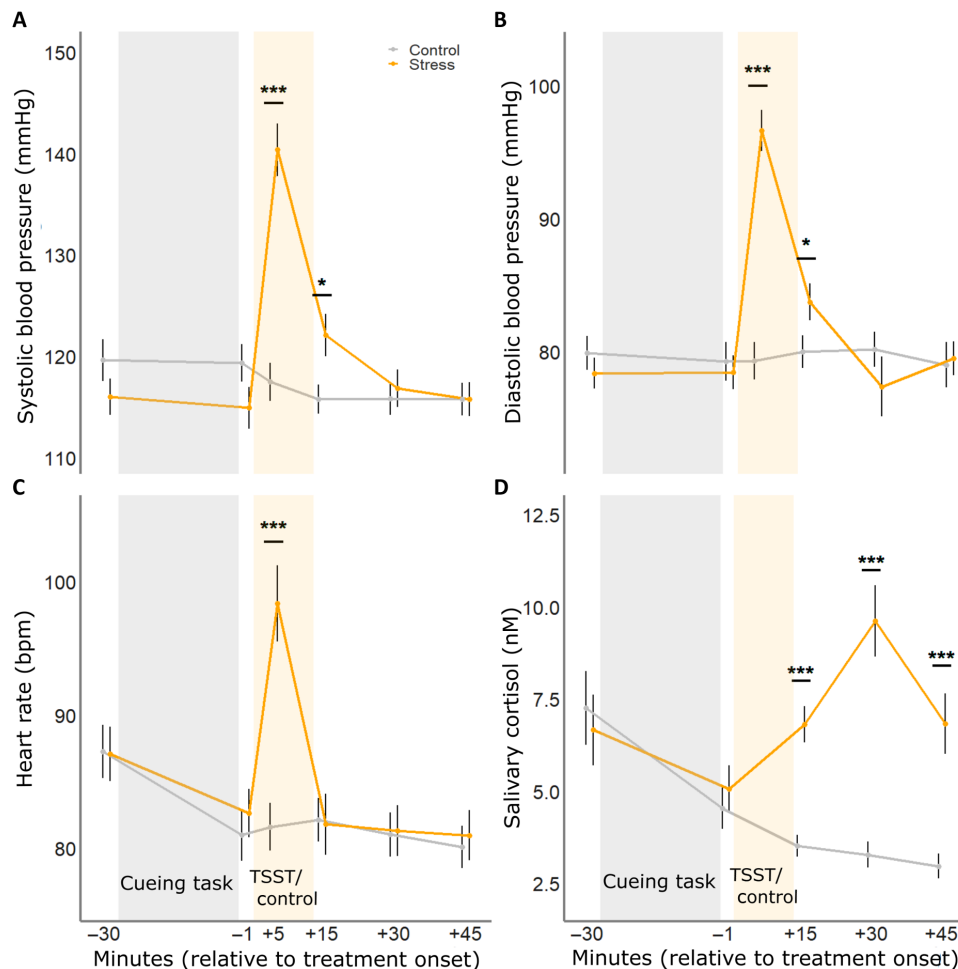 A
Systolic blood pressure (mmHg)
150
140
130
120
110
Control
Stress
***
*
B
Diastolic blood pressure (mmHg)
100
90
80
***
*
C
Heart rate (bpm)
100
90
80
***
Cueing task
TSST/
control
–30
–1
+5
+15
+30
+45
Minutes (relative to treatment onset)
D
Salivary cortisol (nM)
12.5
10.0
7.5
5.0
2.5
***
***
***
Cueing task
TSST/
control
–30
–1
+15
+30
+45
Minutes (relative to treatment onset)